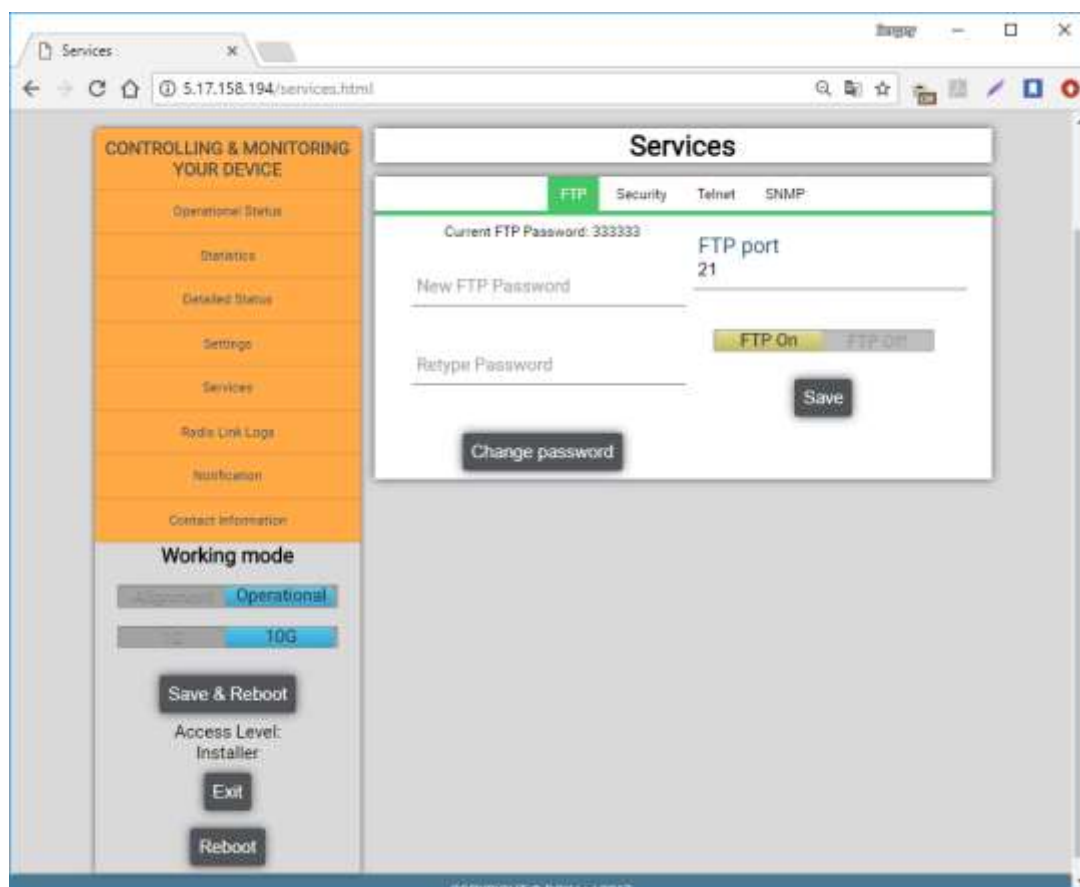 Services
5.17.158.194/services.html
CONTROLLING & MONITORING
YOUR DEVICE
Operational Status
Statistics
Detailed Status
Settings
Services
Radio Link Logs
Notification
Contact Information
Working mode
Alignment Operational
10G
Save & Reboot
Access Level:
Installer
Exit
Reboot
Services
FTP Security Telnet SNMP
Current FTP Password: 333333
New FTP Password
Retype Password
Change password
FTP port
21
FTP On FTP Off
Save